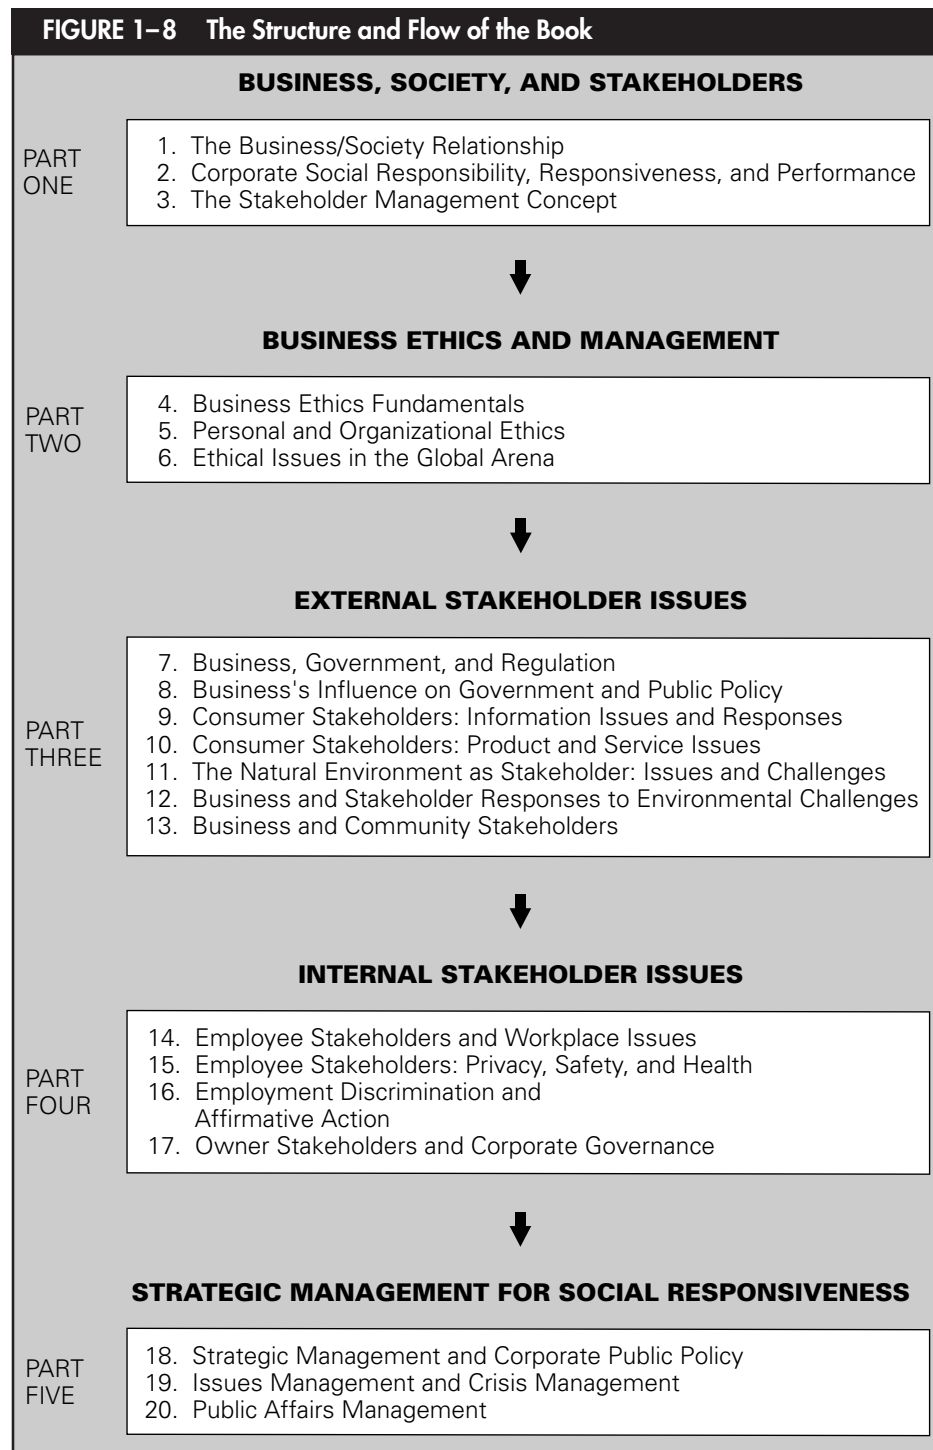 FIGURE 1–8 The Structure and Flow of the Book
BUSINESS, SOCIETY, AND STAKEHOLDERS
PART
ONE
1. The Business/Society Relationship
2. Corporate Social Responsibility, Responsiveness, and Performance
3. The Stakeholder Management Concept
BUSINESS ETHICS AND MANAGEMENT
PART
TWO
4. Business Ethics Fundamentals
5. Personal and Organizational Ethics
6. Ethical Issues in the Global Arena
EXTERNAL STAKEHOLDER ISSUES
PART
THREE
7. Business, Government, and Regulation
8. Business's Influence on Government and Public Policy
9. Consumer Stakeholders: Information Issues and Responses
10. Consumer Stakeholders: Product and Service Issues
11. The Natural Environment as Stakeholder: Issues and Challenges
12. Business and Stakeholder Responses to Environmental Challenges
13. Business and Community Stakeholders
INTERNAL STAKEHOLDER ISSUES
PART
FOUR
14. Employee Stakeholders and Workplace Issues
15. Employee Stakeholders: Privacy, Safety, and Health
16. Employment Discrimination and
Affirmative Action
17. Owner Stakeholders and Corporate Governance
STRATEGIC MANAGEMENT FOR SOCIAL RESPONSIVENESS
PART
FIVE
18. Strategic Management and Corporate Public Policy
19. Issues Management and Crisis Management
20. Public Affairs Management